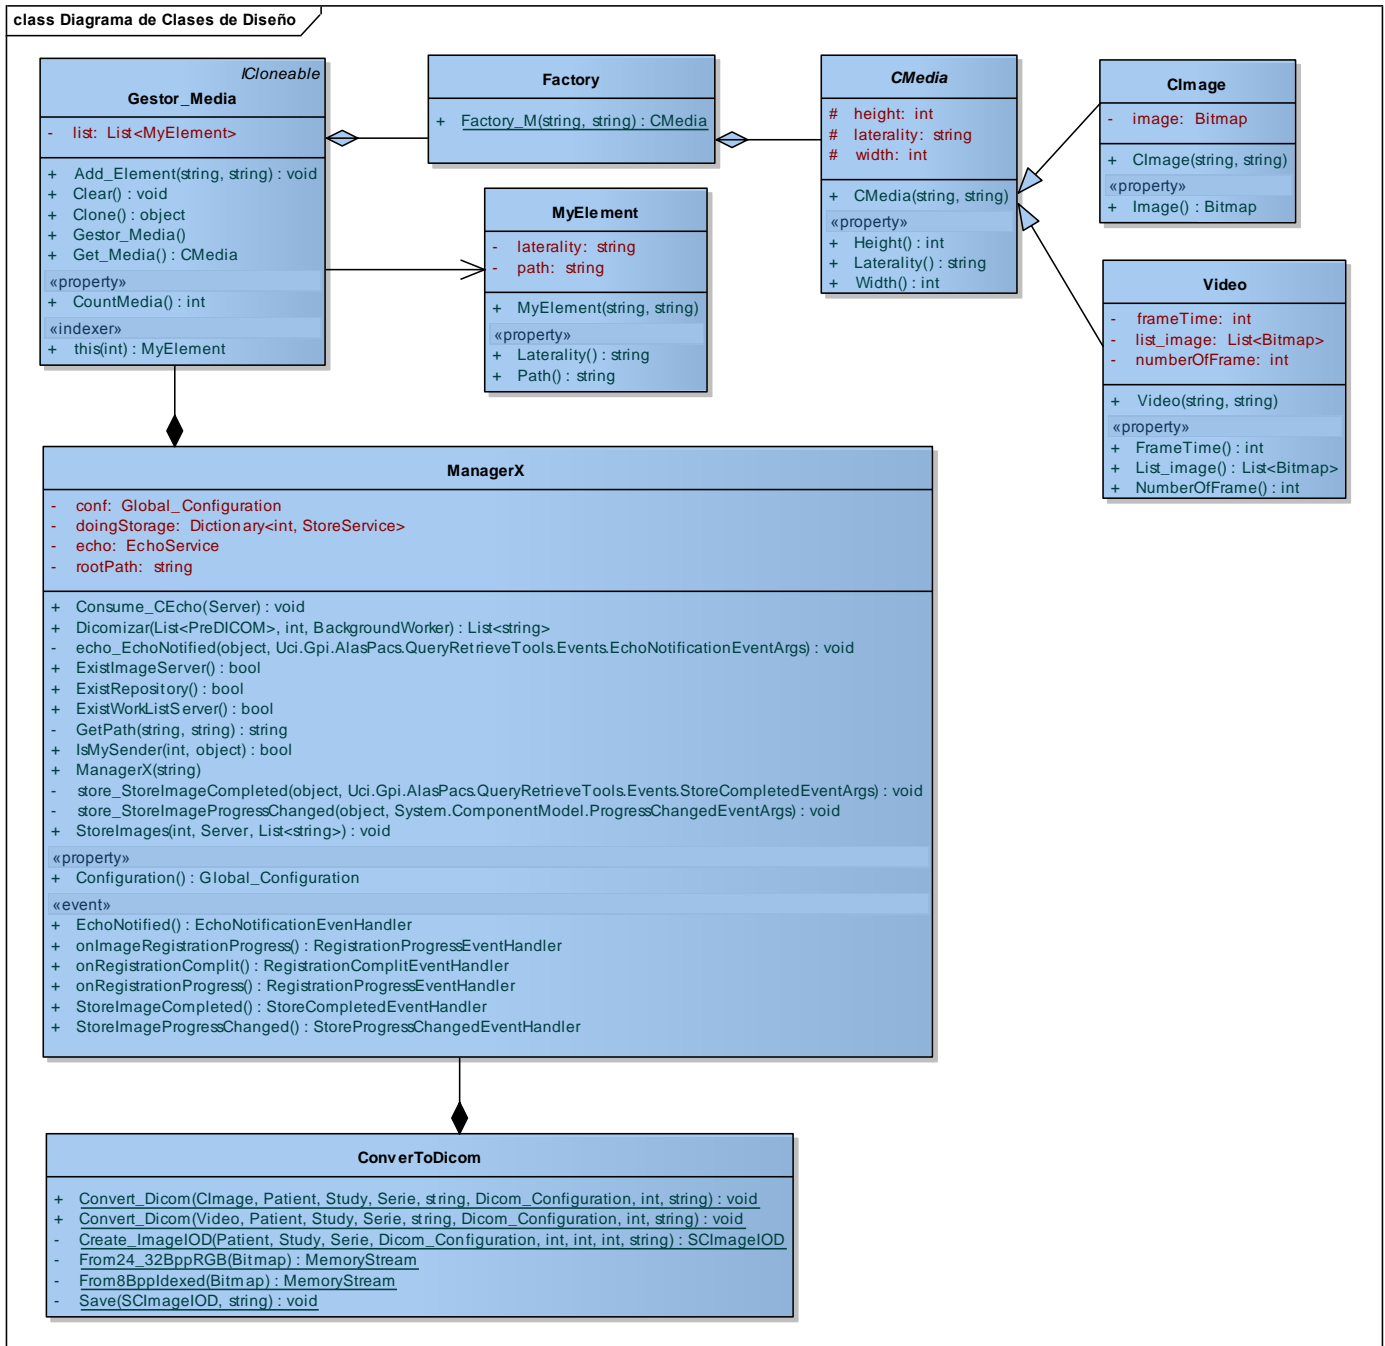 class Diagrama de Clases de Diseño
ICloneable
Gestor_Media
- list: List<MyElement>
+ Add_Element(string, string) : void
+ Clear() : void
+ Clone() : object
+ Gestor_Media()
+ Get_Media() : CMedia
«property»
+ CountMedia() : int
«indexer»
+ this(int) : MyElement
Factory
+ Factory_M(string, string) : CMedia
CMedia
# height: int
# laterality: string
# width: int
+ CMedia(string, string)
«property»
+ Height() : int
+ Laterality() : string
+ Width() : int
CImage
- image: Bitmap
+ CImage(string, string)
«property»
+ Image() : Bitmap
MyElement
- laterality: string
- path: string
+ MyElement(string, string)
«property»
+ Laterality() : string
+ Path() : string
Video
- frameTime: int
- list_image: List<Bitmap>
- numberOfFrame: int
+ Video(string, string)
«property»
+ FrameTime() : int
+ List_image() : List<Bitmap>
+ NumberOfFrame() : int
ManagerX
- conf: Global_Configuration
- doingStorage: Dictionary<int, StoreService>
- echo: EchoService
- rootPath: string
+ Consume_CEcho(Server) : void
+ Dicomizar(List<PreDICOM>, int, BackgroundWorker) : List<string>
- echo_EchoNotified(object, Uci.Gpi.AlasPacs.QueryRetrieveTools.Events.EchoNotificationEventArgs) : void
+ ExistImageServer() : bool
+ ExistRepository() : bool
+ ExistWorkListServer() : bool
- GetPath(string, string) : string
+ IsMySender(int, object) : bool
+ ManagerX(string)
- store_StoreImageCompleted(object, Uci.Gpi.AlasPacs.QueryRetrieveTools.Events.StoreCompletedEventArgs) : void
- store_StoreImageProgressChanged(object, System.ComponentModel.ProgressChangedEventArgs) : void
+ StoreImages(int, Server, List<string>) : void
«property»
+ Configuration() : Global_Configuration
«event»
+ EchoNotified() : EchoNotificationEvenHandler
+ onImageRegistrationProgress() : RegistrationProgressEventHandler
+ onRegistrationComplit() : RegistrationComplitEventHandler
+ onRegistrationProgress() : RegistrationProgressEventHandler
+ StoreImageCompleted() : StoreCompletedEventHandler
+ StoreImageProgressChanged() : StoreProgressChangedEventHandler
ConverToDicom
+ Convert_Dicom(CImage, Patient, Study, Serie, string, Dicom_Configuration, int, string) : void
+ Convert_Dicom(Video, Patient, Study, Serie, string, Dicom_Configuration, int, string) : void
- Create_ImageIOD(Patient, Study, Serie, Dicom_Configuration, int, int, int, string) : SCImageIOD
- From24_32BppRGB(Bitmap) : MemoryStream
- From8BppIdexed(Bitmap) : MemoryStream
- Save(SCImageIOD, string) : void